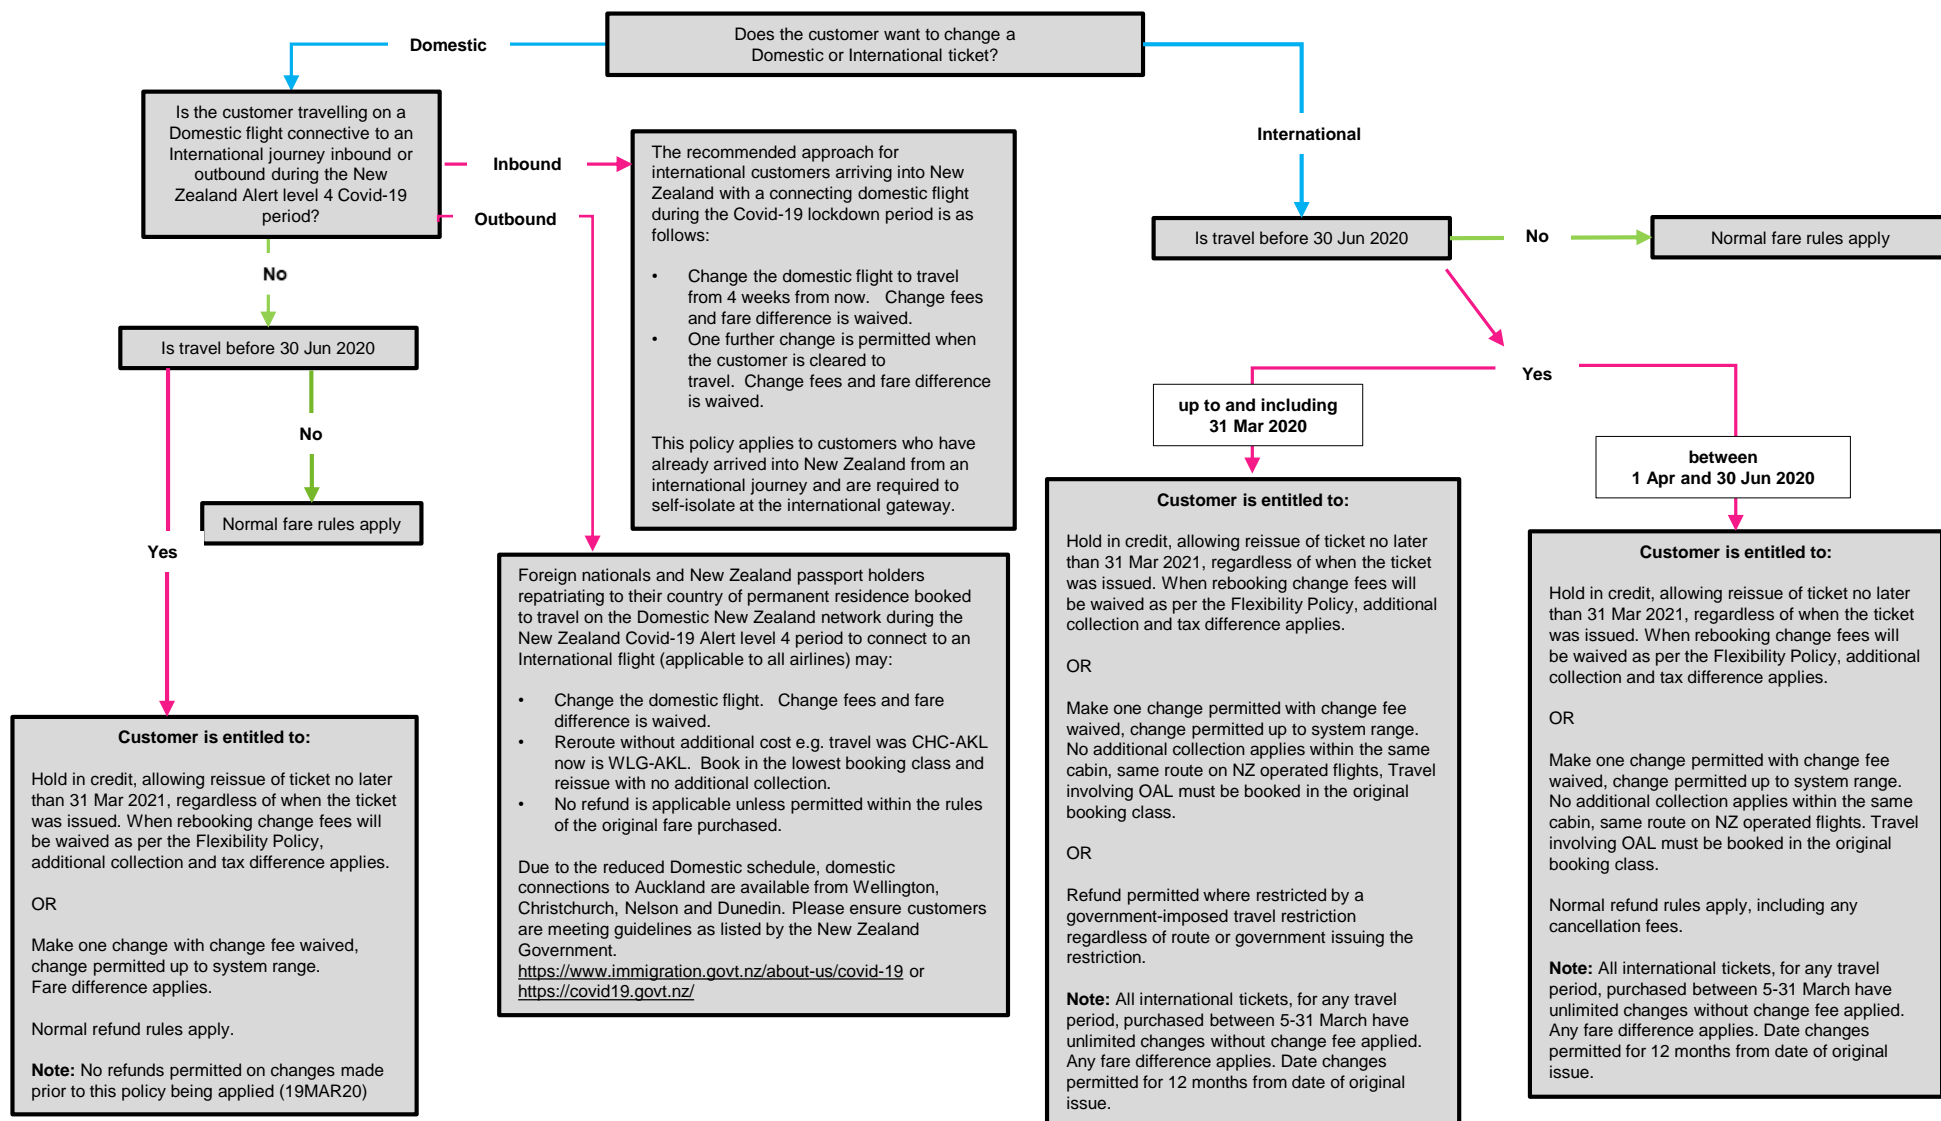 Does the customer want to change a
Domestic or International ticket?
Domestic
International
Is the customer travelling on a
Domestic flight connective to an
International journey inbound or
outbound during the New
Zealand Alert level 4 Covid-19
period?
Inbound
Outbound
No
The recommended approach for
international customers arriving into New
Zealand with a connecting domestic flight
during the Covid-19 lockdown period is as
follows:
• Change the domestic flight to travel
from 4 weeks from now. Change fees
and fare difference is waived.
• One further change is permitted when
the customer is cleared to
travel. Change fees and fare difference
is waived.
This policy applies to customers who have
already arrived into New Zealand from an
international journey and are required to
self-isolate at the international gateway.
Is travel before 30 Jun 2020
No
Normal fare rules apply
Yes
Customer is entitled to:
Hold in credit, allowing reissue of ticket no later
than 31 Mar 2021, regardless of when the ticket
was issued. When rebooking change fees will
be waived as per the Flexibility Policy,
additional collection and tax difference applies.
OR
Make one change with change fee waived,
change permitted up to system range.
Fare difference applies.
Normal refund rules apply.
Note: No refunds permitted on changes made
prior to this policy being applied (19MAR20)
Foreign nationals and New Zealand passport holders
repatriating to their country of permanent residence booked
to travel on the Domestic New Zealand network during the
New Zealand Covid-19 Alert level 4 period to connect to an
International flight (applicable to all airlines) may:
• Change the domestic flight. Change fees and fare
difference is waived.
• Reroute without additional cost e.g. travel was CHC-AKL
now is WLG-AKL. Book in the lowest booking class and
reissue with no additional collection.
• No refund is applicable unless permitted within the rules
of the original fare purchased.
Due to the reduced Domestic schedule, domestic
connections to Auckland are available from Wellington,
Christchurch, Nelson and Dunedin. Please ensure customers
are meeting guidelines as listed by the New Zealand
Government.
https://www.immigration.govt.nz/about-us/covid-19 or
https://covid19.govt.nz/
Is travel before 30 Jun 2020
No
Normal fare rules apply
Yes
up to and including
31 Mar 2020
Customer is entitled to:
Hold in credit, allowing reissue of ticket no later
than 31 Mar 2021, regardless of when the ticket
was issued. When rebooking change fees will
be waived as per the Flexibility Policy, additional
collection and tax difference applies.
OR
Make one change permitted with change fee
waived, change permitted up to system range.
No additional collection applies within the same
cabin, same route on NZ operated flights, Travel
involving OAL must be booked in the original
booking class.
OR
Refund permitted where restricted by a
government-imposed travel restriction
regardless of route or government issuing the
restriction.
Note: All international tickets, for any travel
period, purchased between 5-31 March have
unlimited changes without change fee applied.
Any fare difference applies. Date changes
permitted for 12 months from date of original
issue.
between
1 Apr and 30 Jun 2020
Customer is entitled to:
Hold in credit, allowing reissue of ticket no later
than 31 Mar 2021, regardless of when the ticket
was issued. When rebooking change fees will
be waived as per the Flexibility Policy, additional
collection and tax difference applies.
OR
Make one change permitted with change fee
waived, change permitted up to system range.
No additional collection applies within the same
cabin, same route on NZ operated flights. Travel
involving OAL must be booked in the original
booking class.
Normal refund rules apply, including any
cancellation fees.
Note: All international tickets, for any travel
period, purchased between 5-31 March have
unlimited changes without change fee applied.
Any fare difference applies. Date changes
permitted for 12 months from date of original
issue.